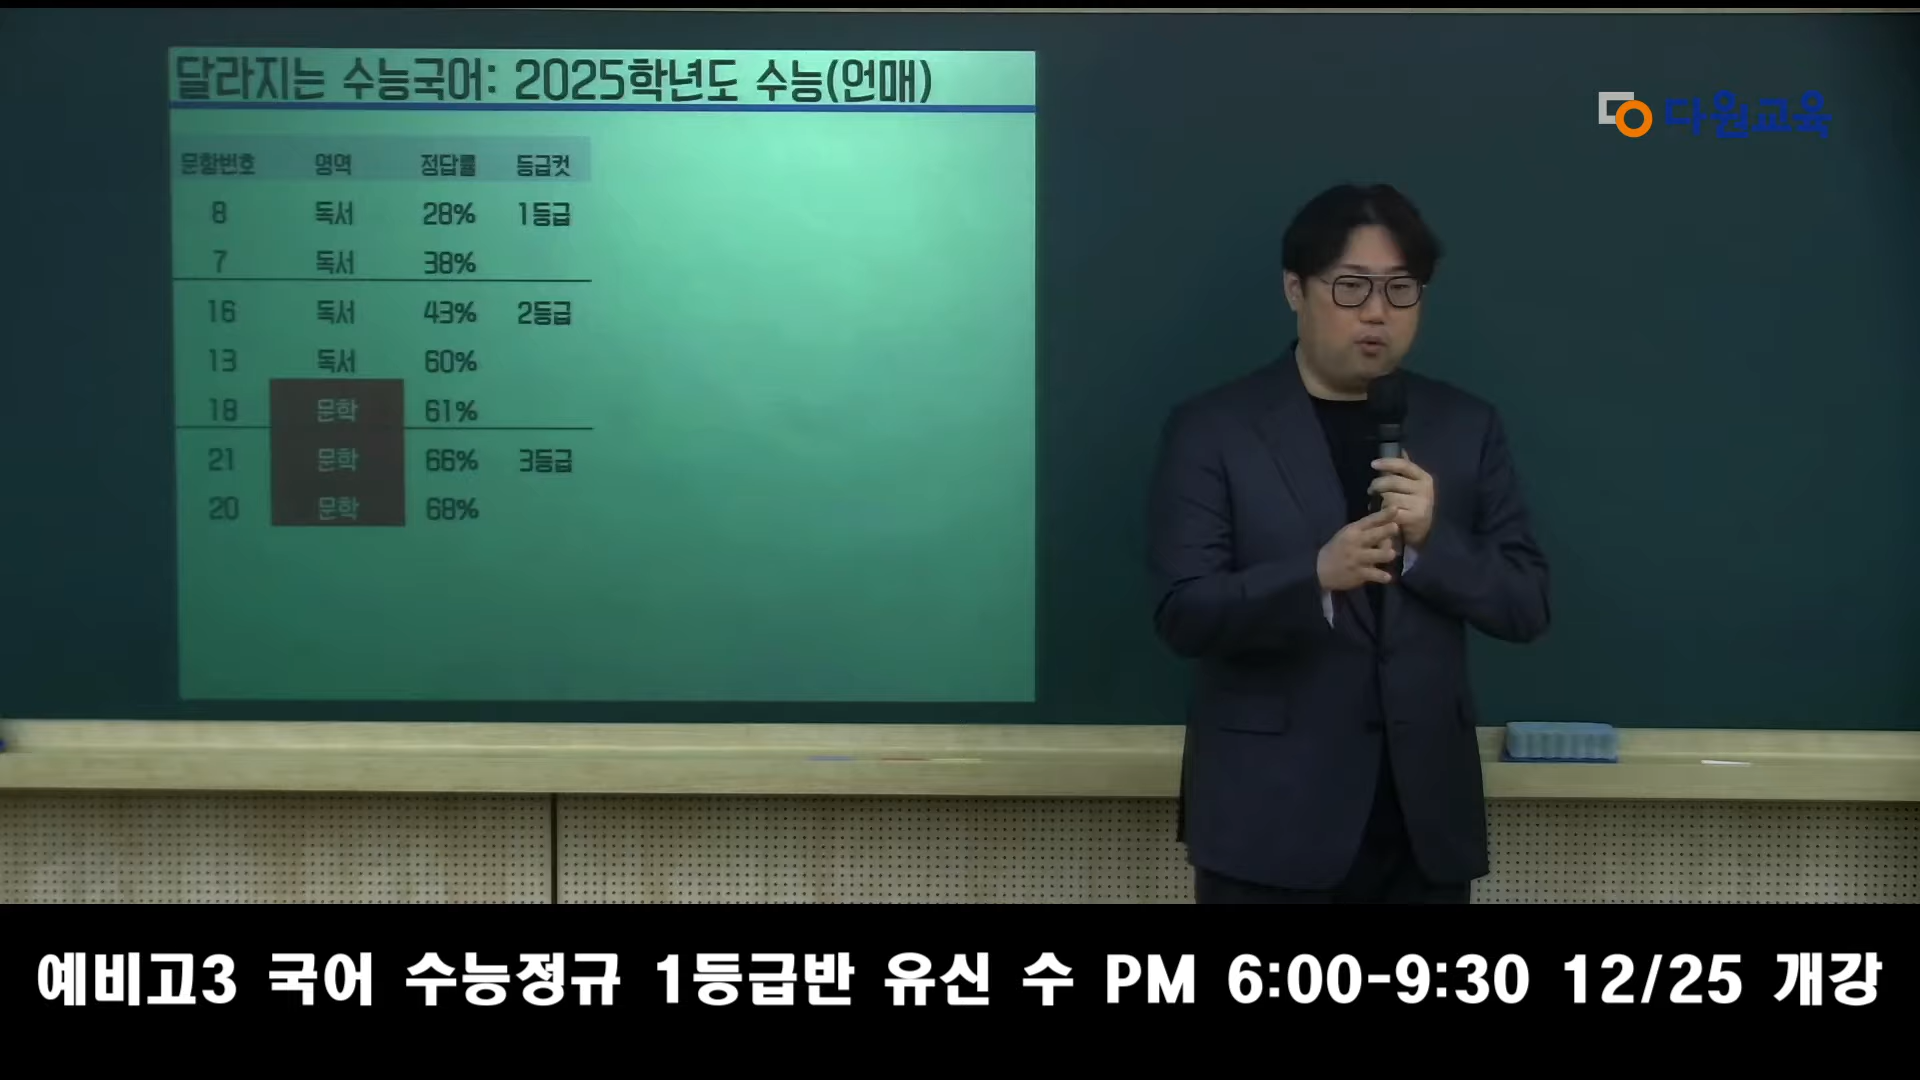 달라지는 수능국어: 2025학년도 수능(언매)
다원교육
문항번호 영역 정답률 등급컷
8 독서 28% 1등급
7 독서 38%
16 독서 43% 2등급
13 독서 60%
18 문학 61%
21 문학 66% 3등급
20 문학 68%
예비고3 국어 수능정규 1등급반 유신 수 PM 6:00-9:30 12/25 개강